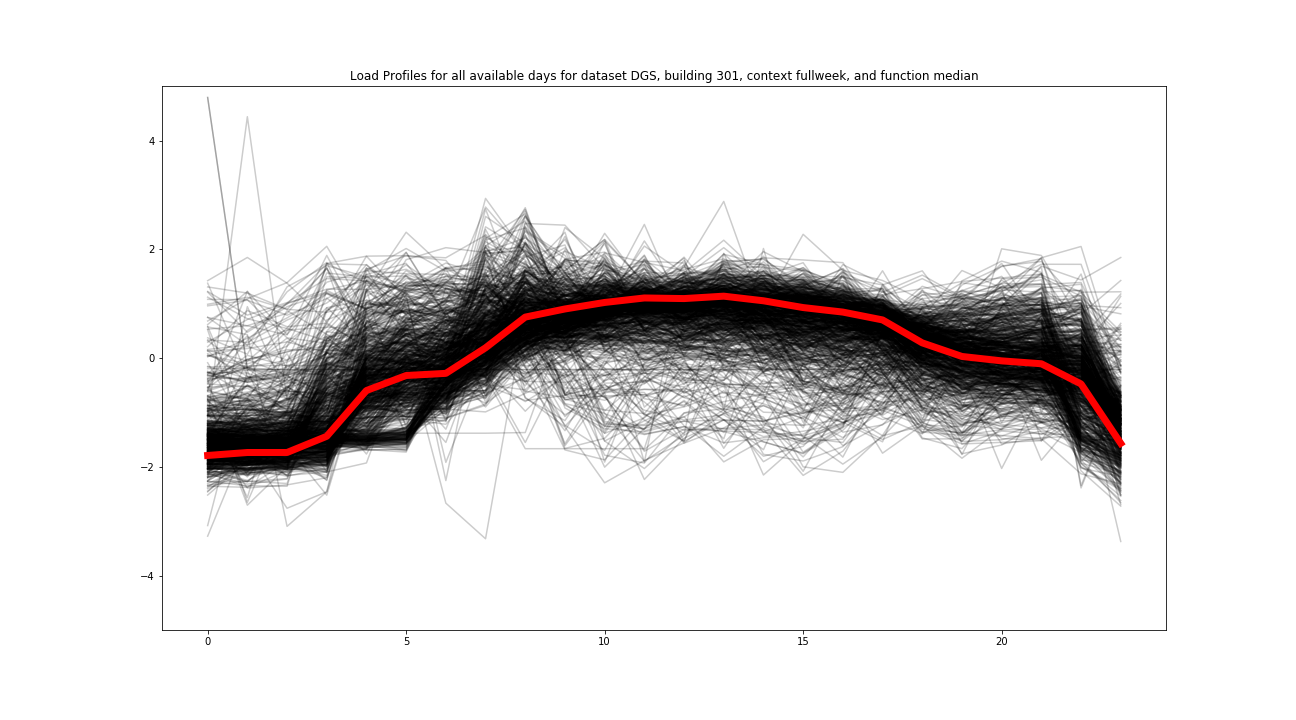 Load Profiles for all available days for dataset DGS, building 301, context fullweek, and function median
4
2
0
−2
−4
0 5 10 15 20